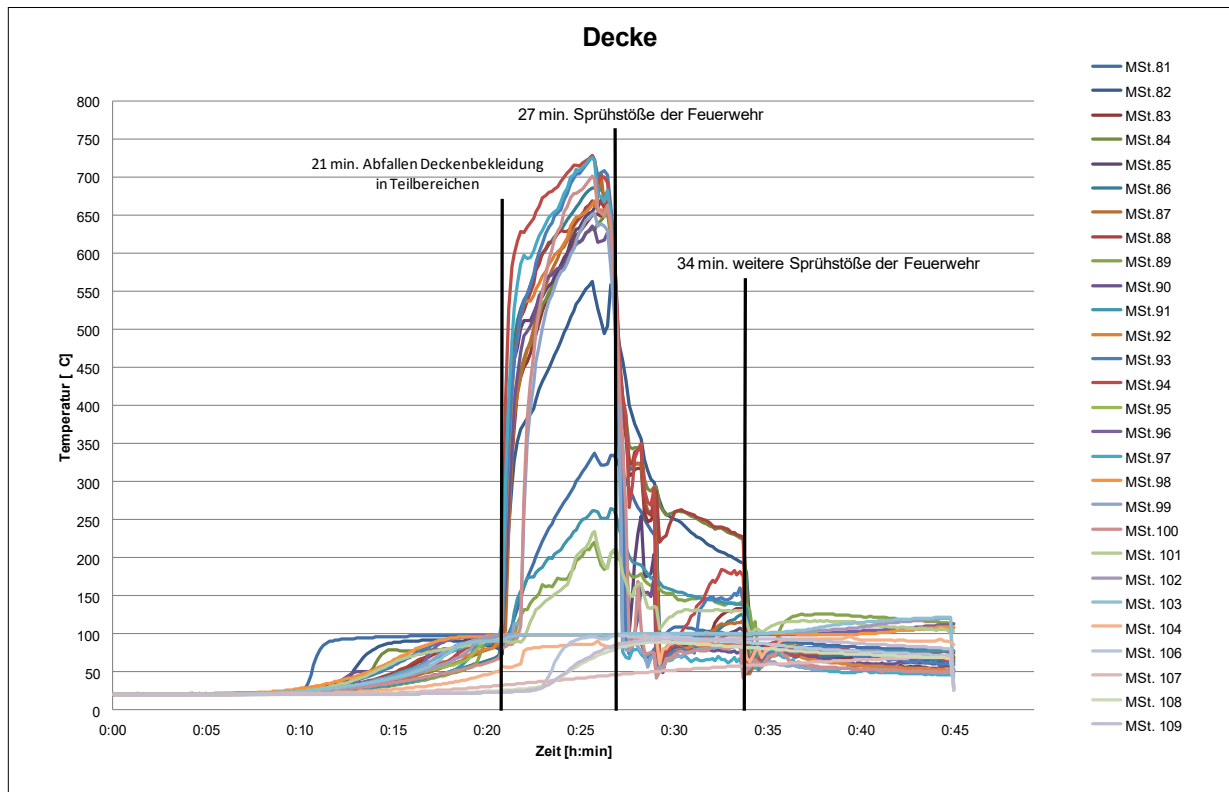 Decke
800
750
700
650
600
550
500
450
400
350
300
250
200
150
100
50
0
Temperatur [ C]
0:00
0:05
0:10
0:15
0:20
0:25
0:30
0:35
0:40
0:45
Zeit [h:min]
21 min. Abfallen Deckenbekleidung
in Teilbereichen
27 min. Sprühstöße der Feuerwehr
34 min. weitere Sprühstöße der Feuerwehr
MSt.81
MSt.82
MSt.83
MSt.84
MSt.85
MSt.86
MSt.87
MSt.88
MSt.89
MSt.90
MSt.91
MSt.92
MSt.93
MSt.94
MSt.95
MSt.96
MSt.97
MSt.98
MSt.99
MSt.100
MSt. 101
MSt. 102
MSt. 103
MSt. 104
MSt. 106
MSt. 107
MSt. 108
MSt. 109